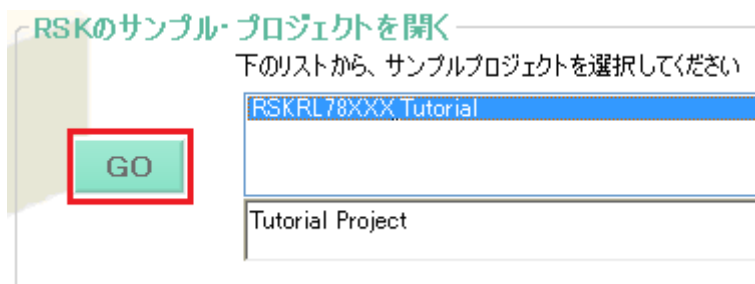 RSKのサンプル・プロジェクトを開く
下のリストから、サンプルプロジェクトを選択してください
RSKRL78XXX_Tutorial
GO
Tutorial Project